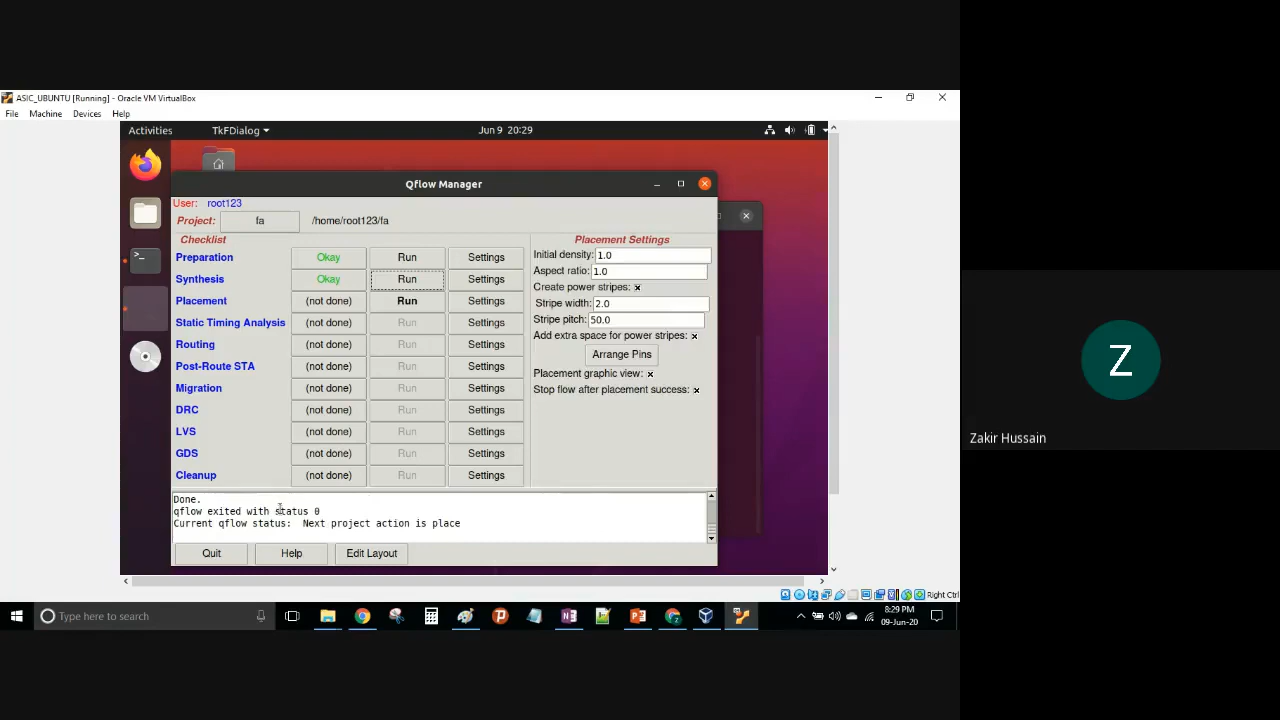 ASIC_UBUNTU [Running] - Oracle VM VirtualBox
File Machine Devices Help
Activities TkFDialog Jun 9 20:29
Qflow Manager
User: root123
Project: fa /home/root123/fa
Checklist Placement Settings
Preparation Okay Run Settings Initial density: 1.0
Synthesis Okay Run Settings Aspect ratio: 1.0
Create power stripes:
Placement (not done) Run Settings Stripe width: 2.0
Static Timing Analysis (not done) Run Settings Stripe pitch: 50.0
Add extra space for power stripes:
Routing (not done) Run Settings Arrange Pins
Post-Route STA (not done) Run Settings Placement graphic view:
Migration (not done) Run Settings Stop flow after placement success:
DRC (not done) Run Settings
LVS (not done) Run Settings
GDS (not done) Run Settings
Cleanup (not done) Run Settings
Done.
qflow exited with status 0
Current qflow status: Next project action is place
Quit Help Edit Layout
Right Ctrl
Type here to search 8:29 PM
09-Jun-20
Z
Zakir Hussain